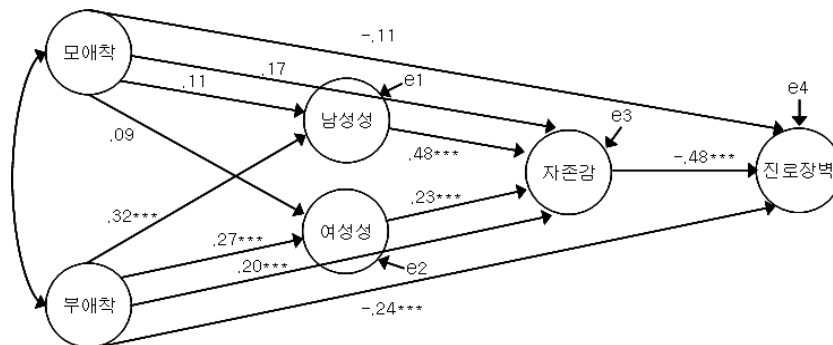 -.11
모애착
.17
e1
e4
.11
e3
남성성
.09
.48***
자존감
-.48***
진로장벽
.32***
.23***
여성성
.27***
.20***
e2
부애착
-.24***